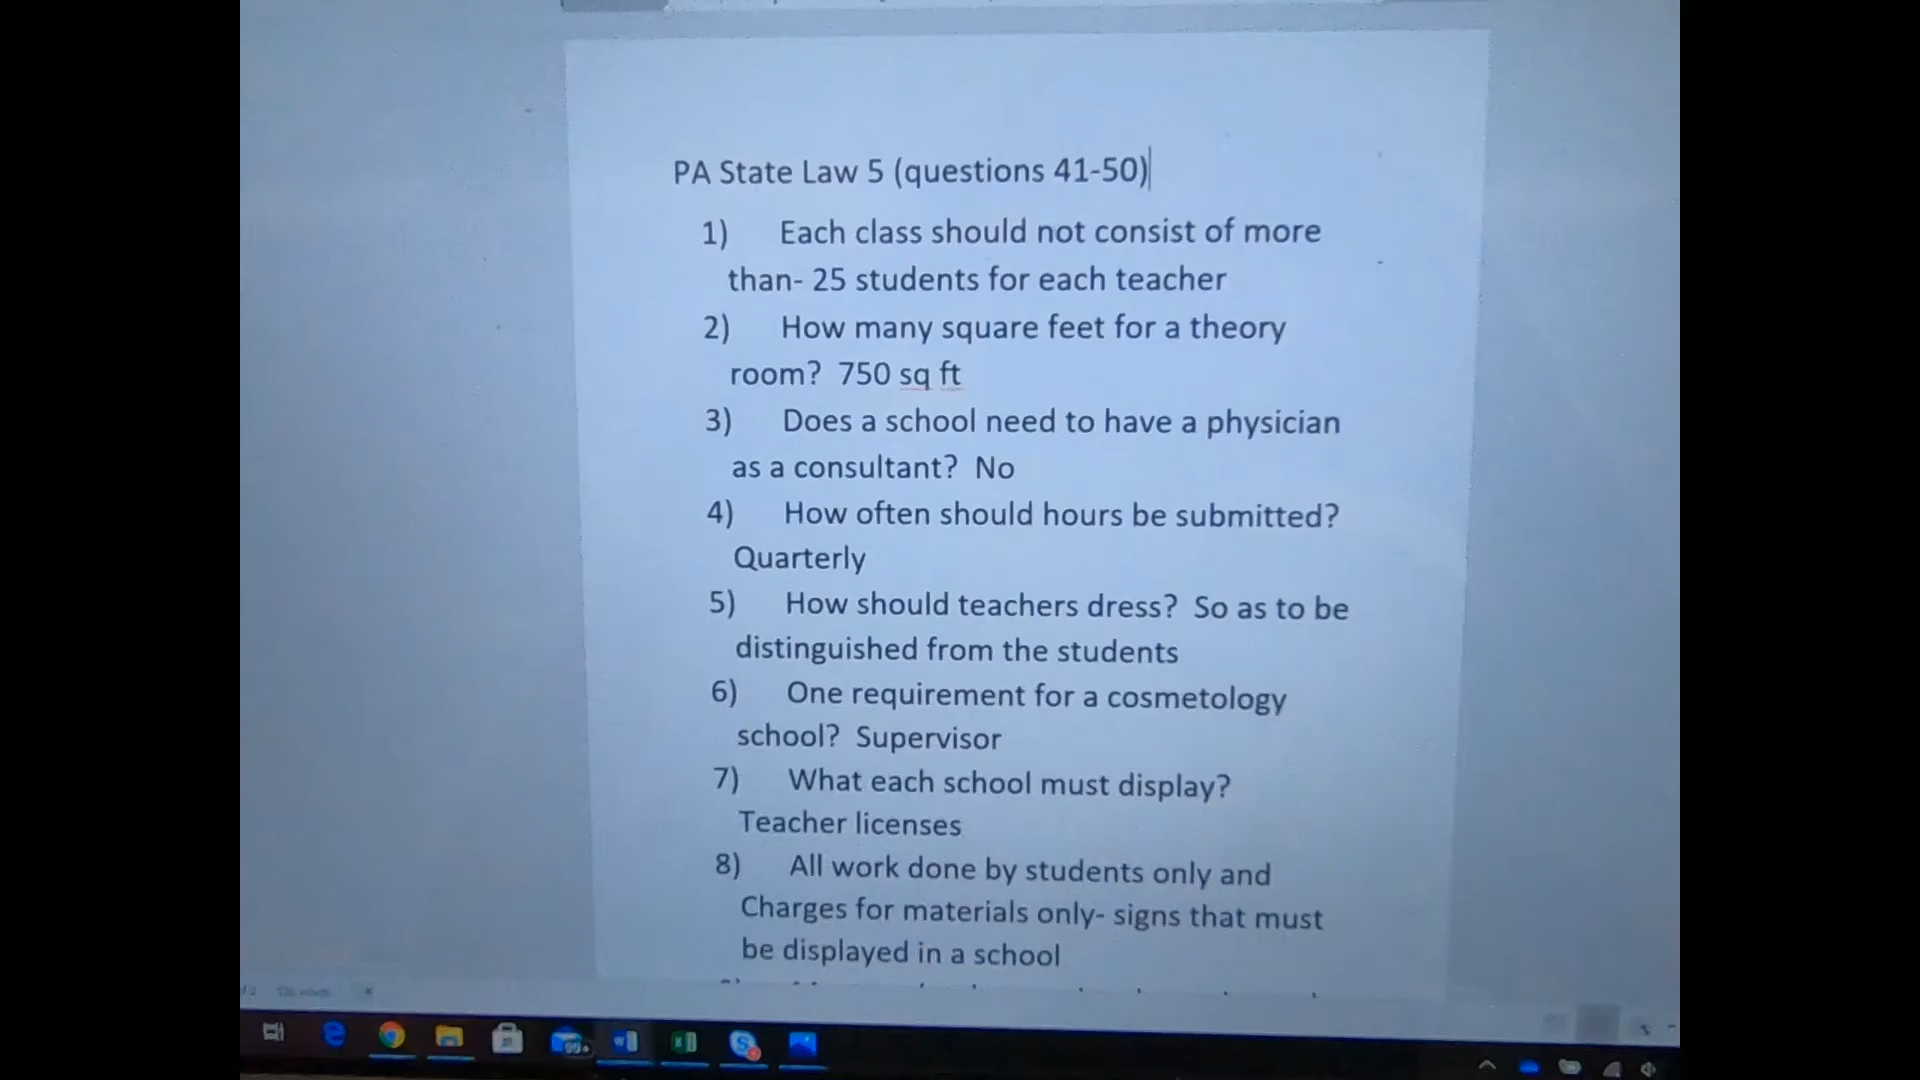 PA State Law 5 (questions 41-50)
1) Each class should not consist of more
than- 25 students for each teacher
2) How many square feet for a theory
room? 750 sq ft
3) Does a school need to have a physician
as a consultant? No
4) How often should hours be submitted?
Quarterly
5) How should teachers dress? So as to be
distinguished from the students
6) One requirement for a cosmetology
school? Supervisor
7) What each school must display?
Teacher licenses
8) All work done by students only and
Charges for materials only- signs that must
be displayed in a school